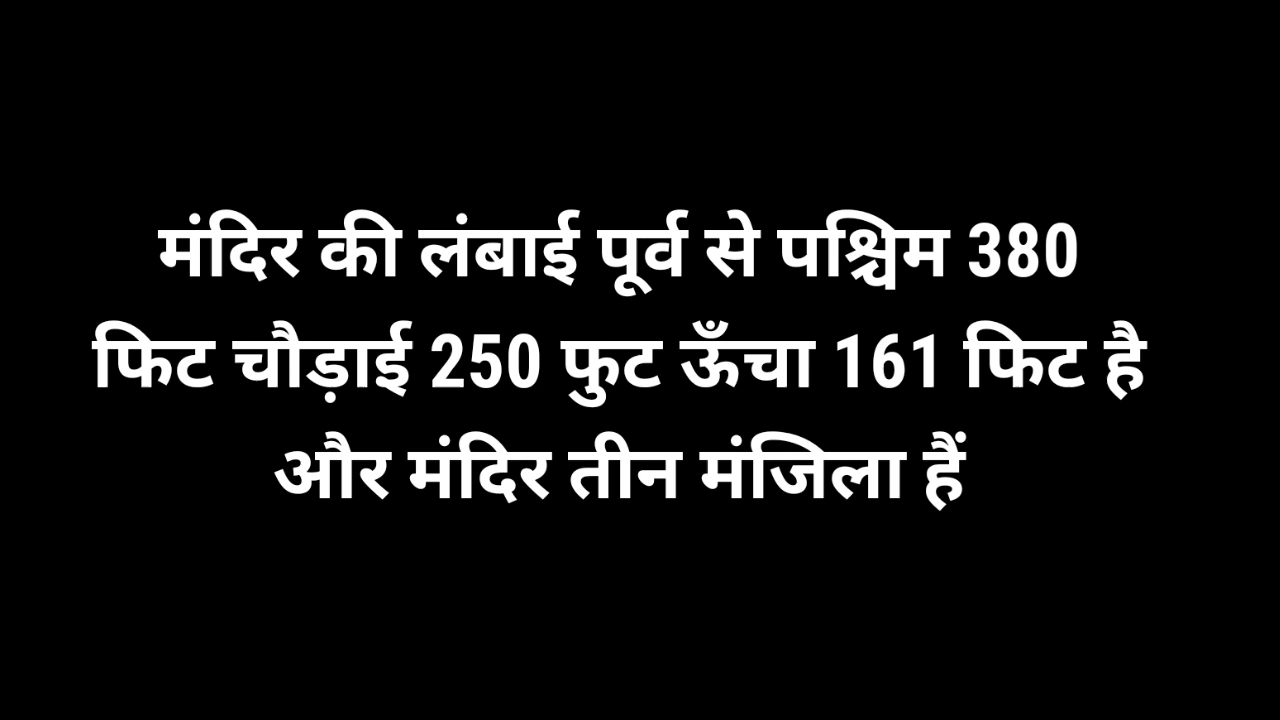 मंदिर की लंबाई पूर्व से पश्चिम 380
फिट चौड़ाई 250 फुट ऊँचा 161 फिट है
और मंदिर तीन मंजिला हैं